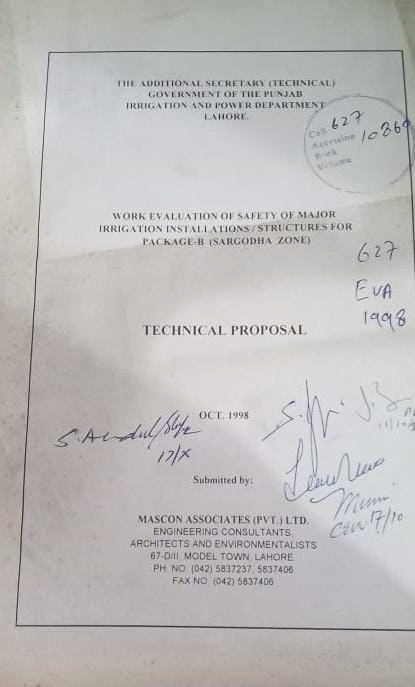 THE ADDITIONAL SECRETARY (TECHNICAL)
GOVERNMENT OF THE PUNJAB
IRRIGATION AND POWER DEPARTMENT
LAHORE.
Call 627
Accession 10860
Book
Volume
WORK EVALUATION OF SAFETY OF MAJOR
IRRIGATION INSTALLATIONS/STRUCTURES FOR
PACKAGE-B (SARGODHA ZONE)
627
EVA
1998
TECHNICAL PROPOSAL
OCT. 1998
17/X
Submitted by:
17/10
MASCON ASSOCIATES (PVT.) LTD.
ENGINEERING CONSULTANTS,
ARCHITECTS AND ENVIRONMENTALISTS
67-D/II, MODEL TOWN, LAHORE
PH NO (042) 5837237, 5837406
FAX NO (042) 5837406